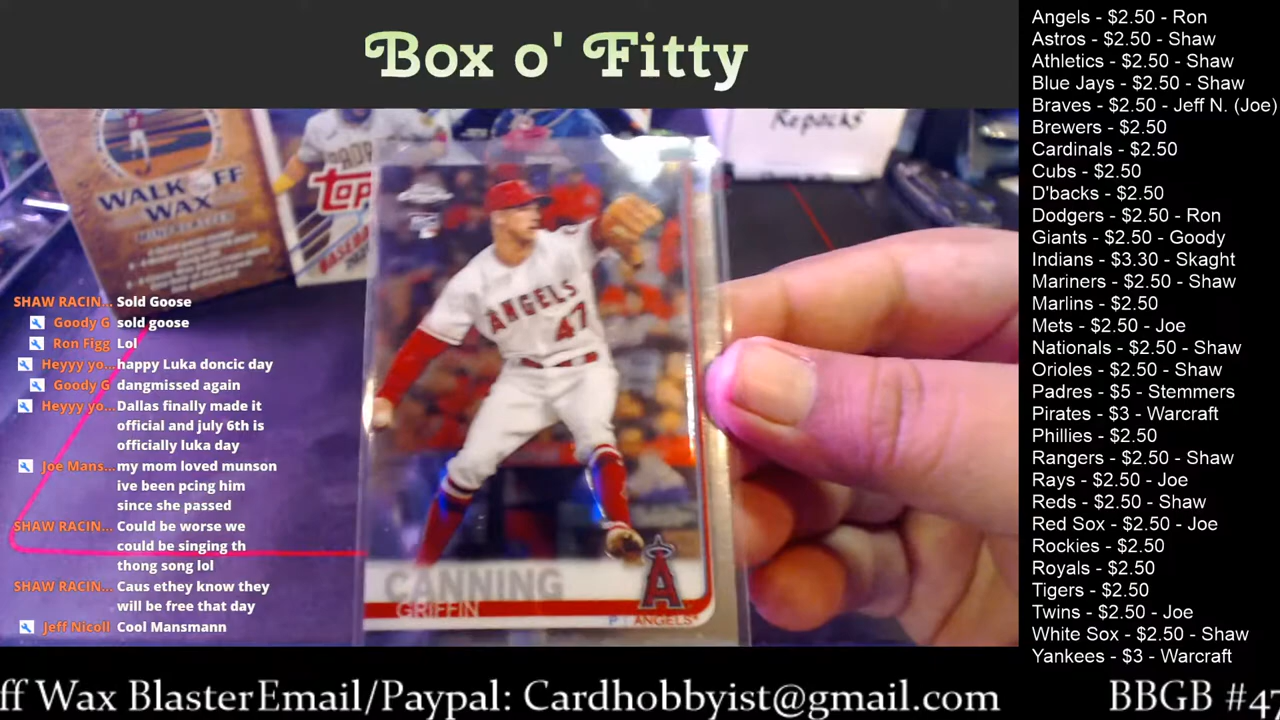 Box o' Fitty
Repacks
WALK OFF
WAX
PADR
TOP
BASEBA
ANGELS
47
CANNING
GRIFFIN
P ANGELS
A
SHAW RACIN... Sold Goose
Goody G sold goose
Ron Figg Lol
Heyyy yo... happy Luka doncic day
Goody G dangmissed again
Heyyy yo... Dallas finally made it
official and july 6th is
officially luka day
Joe Mans... my mom loved munson
ive been pcing him
since she passed
SHAW RACIN... Could be worse we
could be singing th
thong song lol
SHAW RACIN... Caus ethey know they
will be free that day
Jeff Nicoll Cool Mansmann
Angels - $2.50 - Ron
Astros - $2.50 - Shaw
Athletics - $2.50 - Shaw
Blue Jays - $2.50 - Shaw
Braves - $2.50 - Jeff N. (Joe)
Brewers - $2.50
Cardinals - $2.50
Cubs - $2.50
D'backs - $2.50
Dodgers - $2.50 - Ron
Giants - $2.50 - Goody
Indians - $3.30 - Skaght
Mariners - $2.50 - Shaw
Marlins - $2.50
Mets - $2.50 - Joe
Nationals - $2.50 - Shaw
Orioles - $2.50 - Shaw
Padres - $5 - Stemmers
Pirates - $3 - Warcraft
Phillies - $2.50
Rangers - $2.50 - Shaw
Rays - $2.50 - Joe
Reds - $2.50 - Shaw
Red Sox - $2.50 - Joe
Rockies - $2.50
Royals - $2.50
Tigers - $2.50
Twins - $2.50 - Joe
White Sox - $2.50 - Shaw
Yankees - $3 - Warcraft
ff Wax Blaster Email/Paypal: Cardhobbyist@gmail.com
BBGB #47